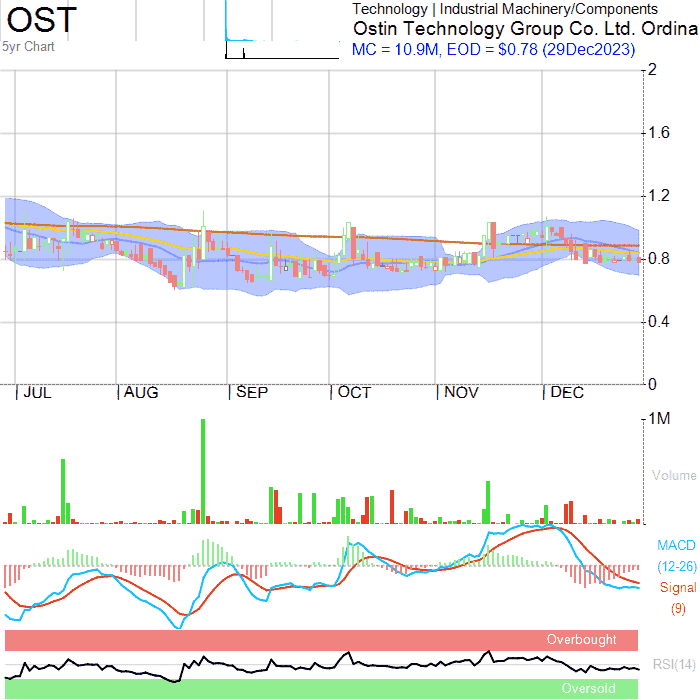 OST
5yr Chart
Technology | Industrial Machinery/Components
Ostin Technology Group Co. Ltd. Ordina
MC = 10.9M, EOD = $0.78 (29Dec2023)
2
1.6
1.2
0.8
0.4
0
JUL AUG SEP OCT NOV DEC
1M
Volume
MACD
(12-26)
Signal
(9)
Overbought
RSI(14)
Oversold